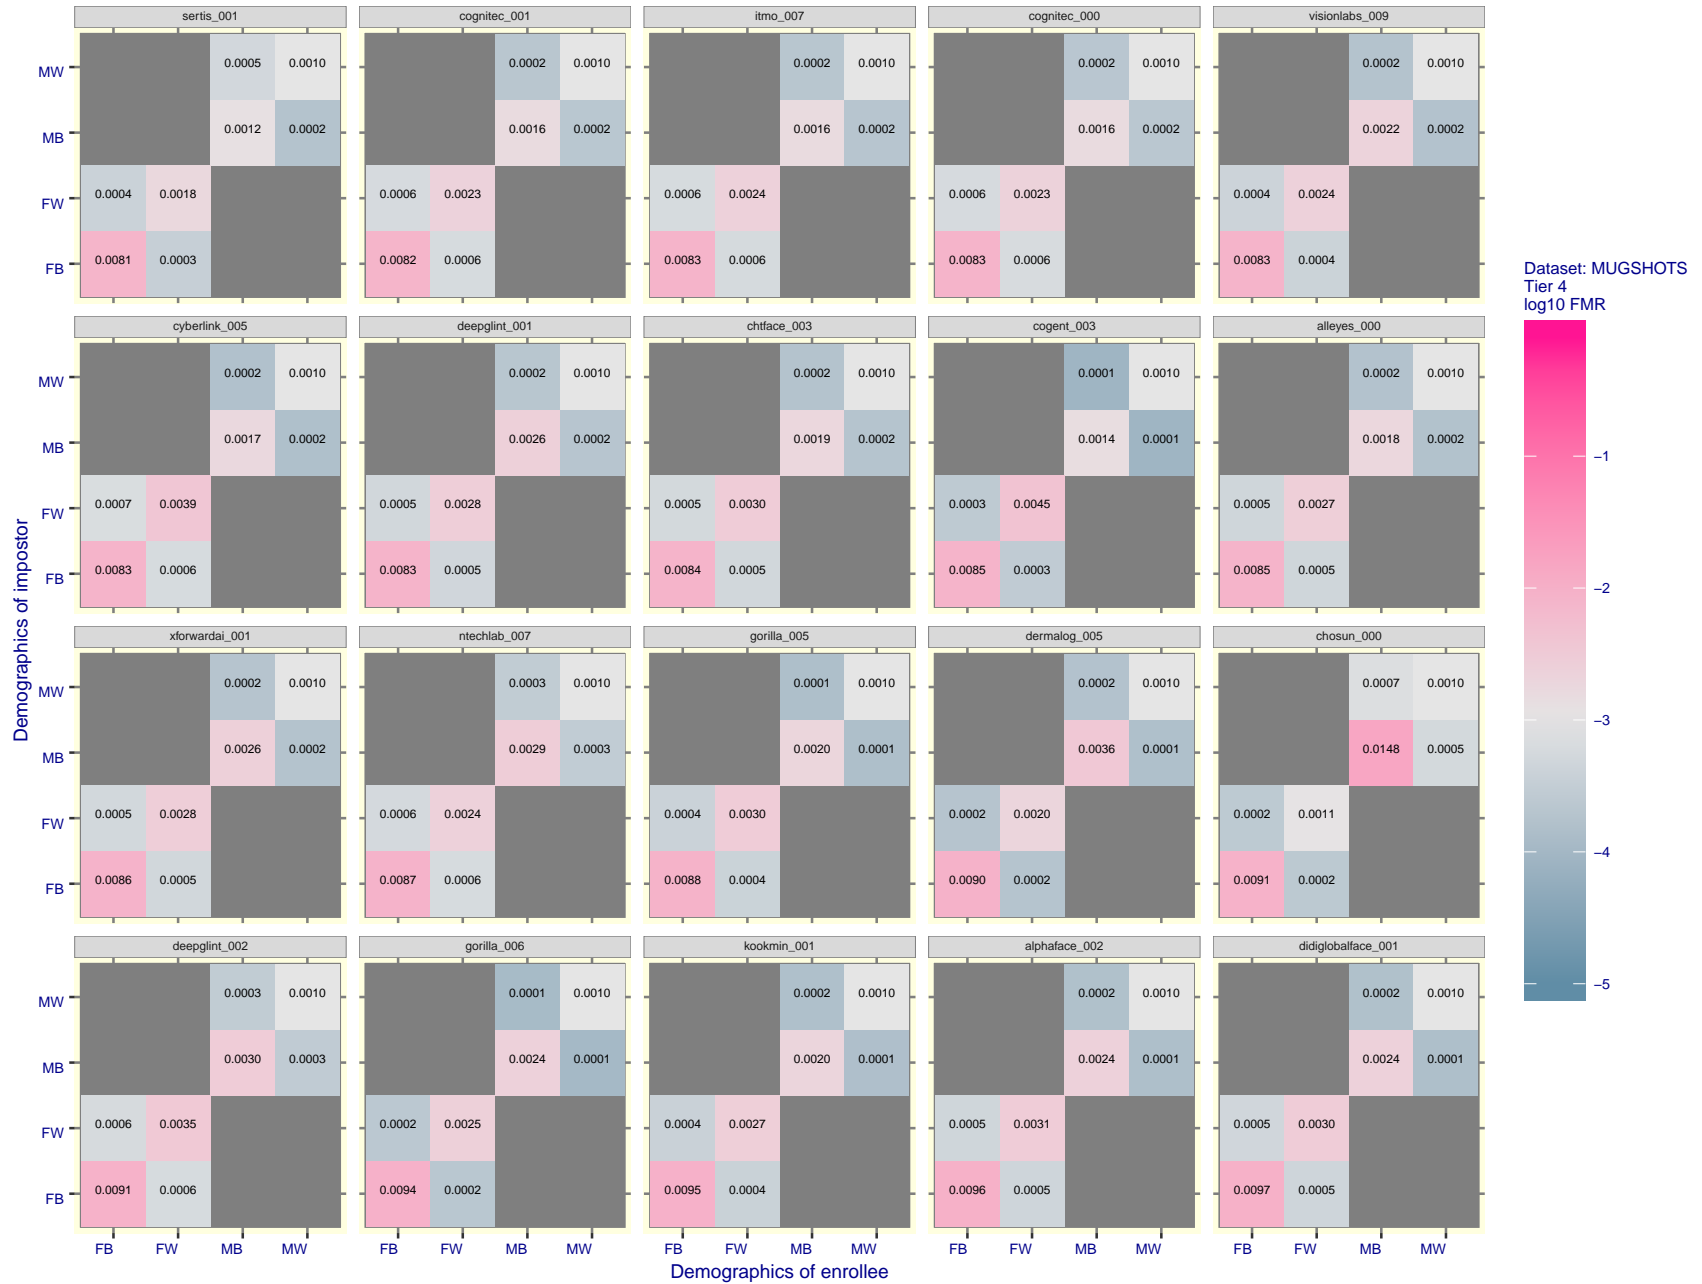 sertis_001 cognitec_001 itmo_007 cognitec_000 visionlabs_009
MW 0.0005 0.0010 0.0002 0.0010 0.0002 0.0010 0.0002 0.0010 0.0002 0.0010
MB 0.0012 0.0002 0.0016 0.0002 0.0016 0.0002 0.0016 0.0002 0.0022 0.0002
FW 0.0004 0.0018 0.0006 0.0023 0.0006 0.0024 0.0006 0.0023 0.0004 0.0024
FB 0.0081 0.0003 0.0082 0.0006 0.0083 0.0006 0.0083 0.0006 0.0083 0.0004
cyberlink_005 deepglint_001 chtface_003 cogent_003 alleyes_000
MW 0.0002 0.0010 0.0002 0.0010 0.0002 0.0010 0.0001 0.0010 0.0002 0.0010
MB 0.0017 0.0002 0.0026 0.0002 0.0019 0.0002 0.0014 0.0001 0.0018 0.0002
FW 0.0007 0.0039 0.0005 0.0028 0.0005 0.0030 0.0003 0.0045 0.0005 0.0027
FB 0.0083 0.0006 0.0083 0.0005 0.0084 0.0005 0.0085 0.0003 0.0085 0.0005
xforwardai_001 ntechlab_007 gorilla_005 dermalog_005 chosun_000
MW 0.0002 0.0010 0.0003 0.0010 0.0001 0.0010 0.0002 0.0010 0.0007 0.0010
MB 0.0026 0.0002 0.0029 0.0003 0.0020 0.0001 0.0036 0.0001 0.0148 0.0005
FW 0.0005 0.0028 0.0006 0.0024 0.0004 0.0030 0.0002 0.0020 0.0002 0.0011
FB 0.0086 0.0005 0.0087 0.0006 0.0088 0.0004 0.0090 0.0002 0.0091 0.0002
deepglint_002 gorilla_006 kookmin_001 alphaface_002 didiglobalface_001
MW 0.0003 0.0010 0.0001 0.0010 0.0002 0.0010 0.0002 0.0010 0.0002 0.0010
MB 0.0030 0.0003 0.0024 0.0001 0.0020 0.0001 0.0024 0.0001 0.0024 0.0001
FW 0.0006 0.0035 0.0002 0.0025 0.0004 0.0027 0.0005 0.0031 0.0005 0.0030
FB 0.0091 0.0006 0.0094 0.0002 0.0095 0.0004 0.0096 0.0005 0.0097 0.0005
FB FW MB MW FB FW MB MW FB FW MB MW FB FW MB MW FB FW MB MW
Demographics of enrollee
Demographics of impostor
Dataset: MUGSHOTS
Tier 4
log10 FMR
−1
−2
−3
−4
−5